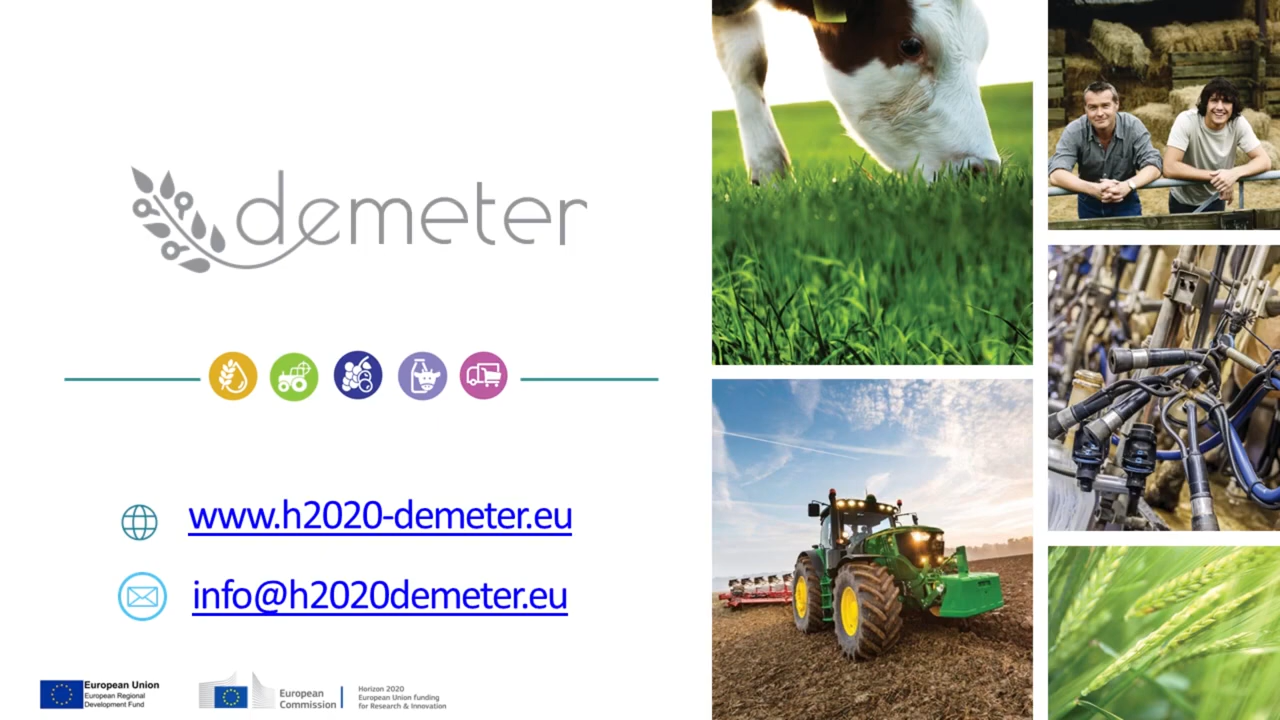 demeter
www.h2020-demeter.eu
info@h2020demeter.eu
European Union
European Regional
Development Fund
European
Commission
Horizon 2020
European Union funding
for Research & Innovation